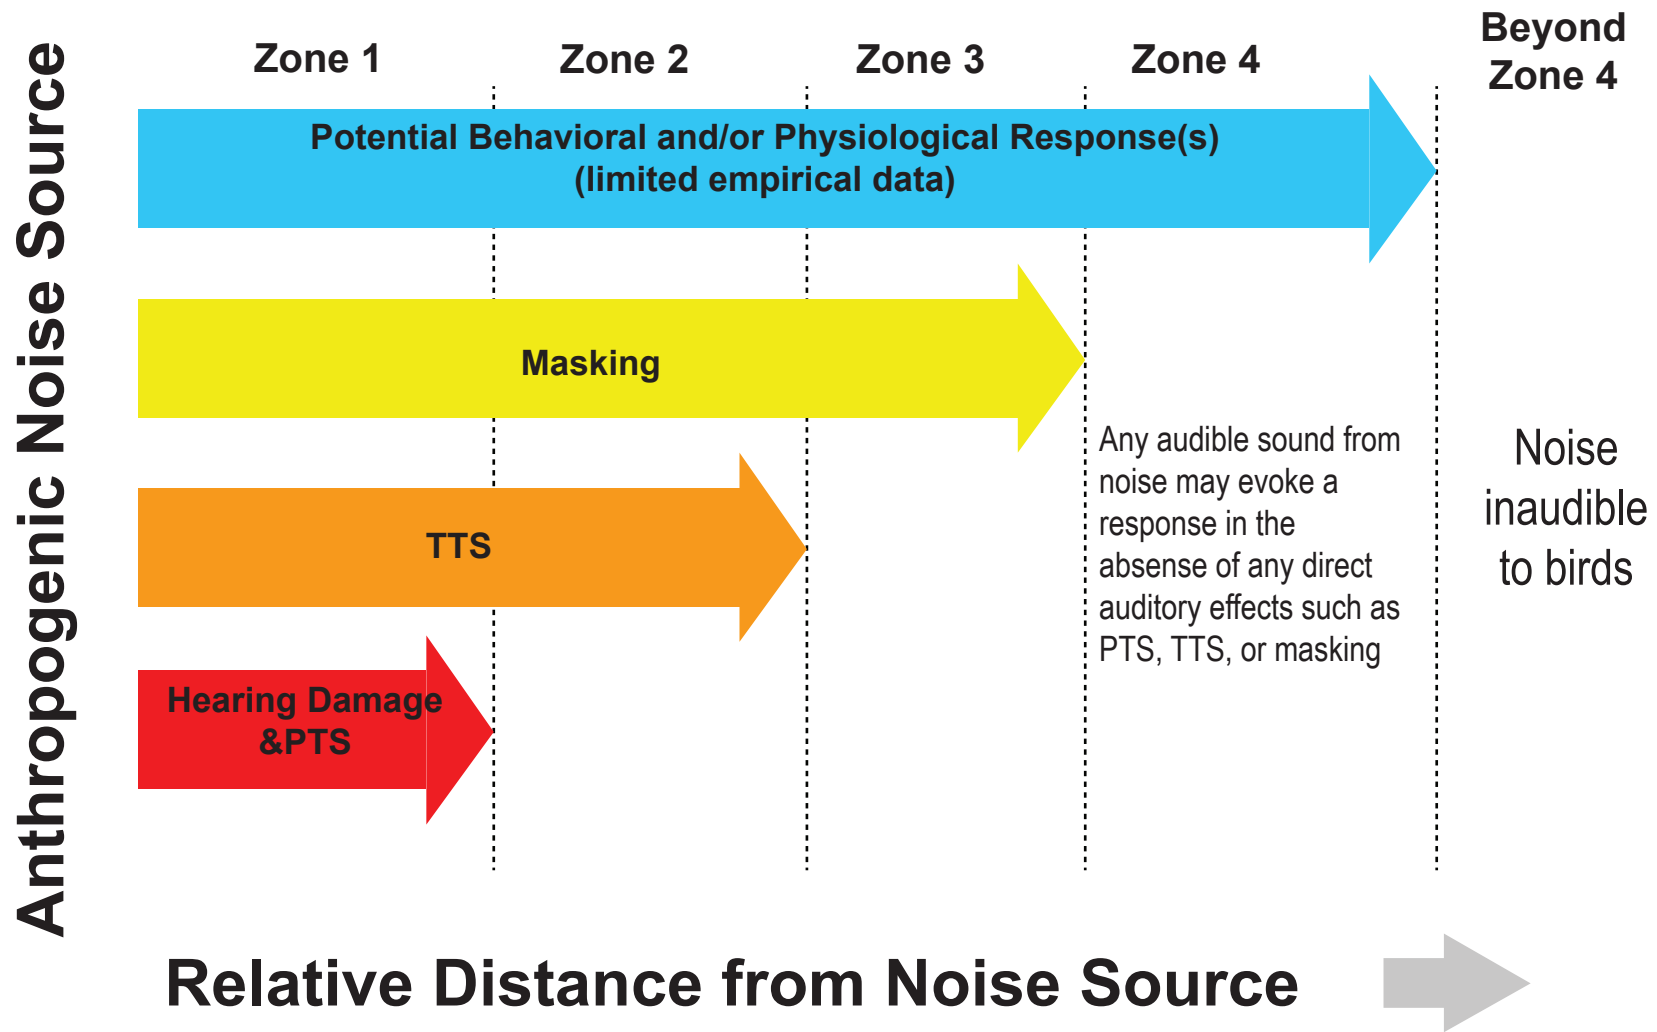 Anthropogenic Noise Source
Zone 1
Zone 2
Zone 3
Zone 4
Beyond
Zone 4
Potential Behavioral and/or Physiological Response(s)
(limited empirical data)
Masking
TTS
Hearing Damage
&PTS
Any audible sound from
noise may evoke a
response in the
absense of any direct
auditory effects such as
PTS, TTS, or masking
Noise
inaudible
to birds
Relative Distance from Noise Source